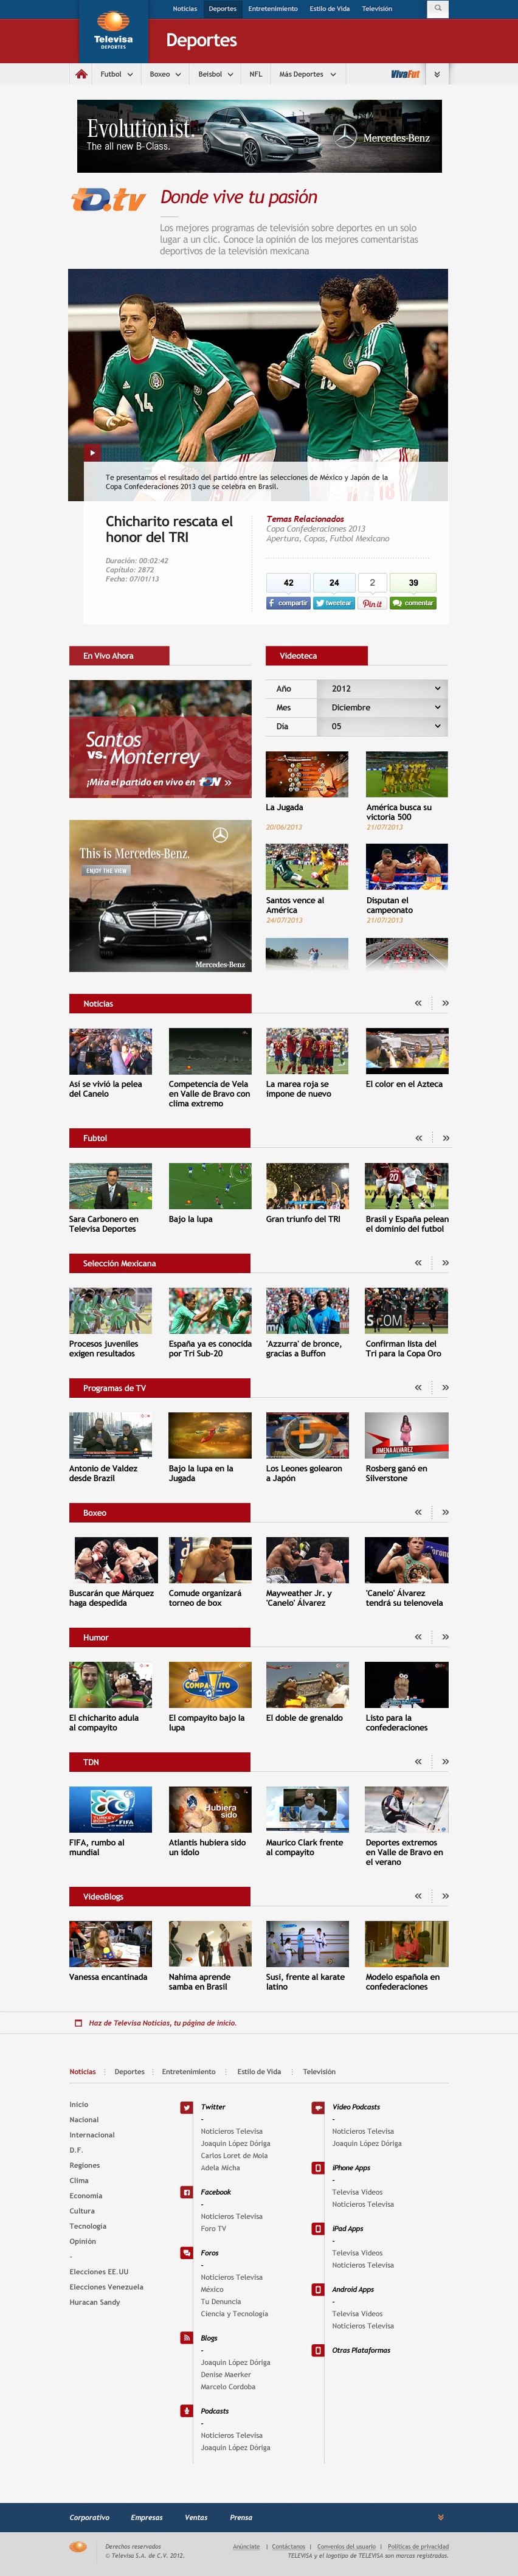 Noticias Deportes Entretenimiento Estilo de Vida Televisión
Televisa
DEPORTES
Deportes
Futbol Boxeo Beisbol NFL Más Deportes VivaFut
Evolutionist.
The all new B-Class.
Mercedes-Benz
TD.tv
Donde vive tu pasión
Los mejores programas de televisión sobre deportes en un solo
lugar a un clic. Conoce la opinión de los mejores comentaristas
deportivos de la televisión mexicana
Te presentamos el resultado del partido entre las selecciones de México y Japón de la
Copa Confederaciones 2013 que se celebra en Brasil.
Chicharito rescata el
honor del TRI
Duración: 00:02:42
Capítulo: 2872
Fecha: 07/01/13
Temas Relacionados
Copa Confederaciones 2013
Apertura, Copas, Futbol Mexicano
42 24 2 39
compartir twittear Pin it comentar
En Vivo Ahora
Santos
vs. Monterrey
¡Mira el partido en vivo en TDN »
This is Mercedes-Benz.
ENJOY THE VIEW
Mercedes-Benz
Videoteca
Año 2012
Mes Diciembre
Día 05
La Jugada
20/06/2013
América busca su
victoria 500
21/07/2013
Santos vence al
América
24/07/2013
Disputan el
campeonato
21/07/2013
Noticias
Así se vivió la pelea
del Canelo
Competencia de Vela
en Valle de Bravo con
clima extremo
La marea roja se
impone de nuevo
El color en el Azteca
Fubtol
Sara Carbonero en
Televisa Deportes
Bajo la lupa
Gran triunfo del TRI
Brasil y España pelean
el dominio del futbol
Selección Mexicana
Procesos juveniles
exigen resultados
España ya es conocida
por Tri Sub-20
'Azzurra' de bronce,
gracias a Buffon
Confirman lista del
Tri para la Copa Oro
Programas de TV
Antonio de Valdez
desde Brazil
Bajo la lupa en la
Jugada
Los Leones golearon
a Japón
JIMENA ÁLVAREZ
Rosberg ganó en
Silverstone
Boxeo
Buscarán que Márquez
haga despedida
Comude organizará
torneo de box
Mayweather Jr. y
'Canelo' Álvarez
'Canelo' Álvarez
tendrá su telenovela
Humor
El chicharito adula
al compayito
COMPAYITO
El compayito bajo la
lupa
El doble de grenaldo
Listo para la
confederaciones
TDN
FIFA
FIFA, rumbo al
mundial
Hubiera
sido
Atlantis hubiera sido
un ídolo
Maurico Clark frente
al compayito
Deportes extremos
en Valle de Bravo en
el verano
VideoBlogs
Vanessa encantinada
Nahima aprende
samba en Brasil
Susi, frente al karate
latino
Modelo española en
confederaciones
Haz de Televisa Noticias, tu página de inicio.
Noticias Deportes Entretenimiento Estilo de Vida Televisión
Inicio
Nacional
Internacional
D.F.
Regiones
Clima
Economía
Cultura
Tecnología
Opinión
-
Elecciones EE.UU
Elecciones Venezuela
Huracan Sandy
Twitter
-
Noticieros Televisa
Joaquin López Dóriga
Carlos Loret de Mola
Adela Micha
Facebook
-
Noticieros Televisa
Foro TV
Foros
-
Noticieros Televisa
México
Tu Denuncia
Ciencia y Tecnología
Blogs
-
Joaquin López Dóriga
Denise Maerker
Marcelo Cordoba
Podcasts
-
Noticieros Televisa
Joaquin López Dóriga
Video Podcasts
-
Noticieros Televisa
Joaquin López Dóriga
iPhone Apps
-
Televisa Videos
Noticieros Televisa
iPad Apps
-
Televisa Videos
Noticieros Televisa
Android Apps
-
Televisa Videos
Noticieros Televisa
Otras Plataformas
Corporativo Empresas Ventas Prensa
Derechos reservados
© Televisa S.A. de C.V. 2012.
Anúnciate | Contáctanos | Convenios del usuario | Políticas de privacidad
TELEVISA y el logotipo de TELEVISA son marcas registradas.